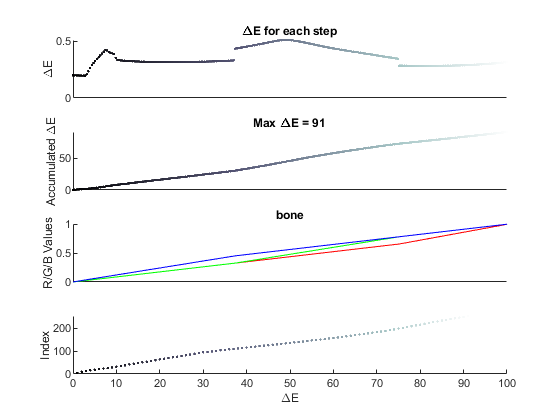 ΔE for each step
0.5
0
ΔE
Max ΔE = 91
50
0
Accumulated ΔE
bone
1
0.5
0
R/G/B Values
200
100
0
Index
0 10 20 30 40 50 60 70 80 90 100
ΔE